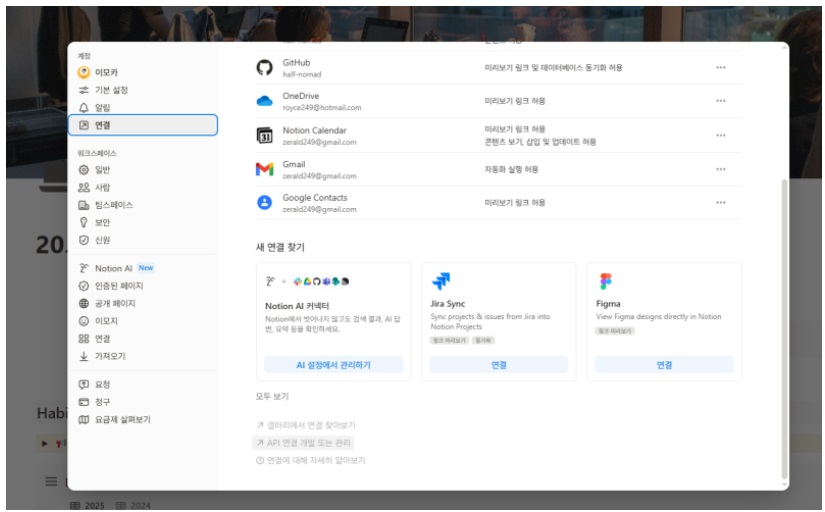 계정
이모카
기본 설정
알림
연결
워크스페이스
일반
사람
팀스페이스
보안
신원
Notion AI New
인증된 페이지
공개 페이지
이모지
연결
가져오기
요청
청구
요금제 살펴보기
GitHub
half-nomad
미리보기 링크 및 데이터베이스 동기화 허용
OneDrive
royce249@hotmail.com
미리보기 링크 허용
Notion Calendar
zerald249@gmail.com
미리보기 링크 허용
콘텐츠 보기, 삽입 및 업데이트 허용
Gmail
zerald249@gmail.com
자동화 실행 허용
Google Contacts
zerald249@gmail.com
미리보기 링크 허용
새 연결 찾기
Notion AI 커넥터
Notion에서 벗어나지 않고도 검색 결과, AI 답
변, 요약 등을 확인하세요.
AI 설정에서 관리하기
Jira Sync
Sync projects & issues from Jira into
Notion Projects
링크 미리보기 동기화
연결
Figma
View Figma designs directly in Notion
링크 미리보기
연결
모두 보기
갤러리에서 연결 찾아보기
API 연결 개발 또는 관리
연결에 대해 자세히 알아보기
20.
Habi
2025 2024